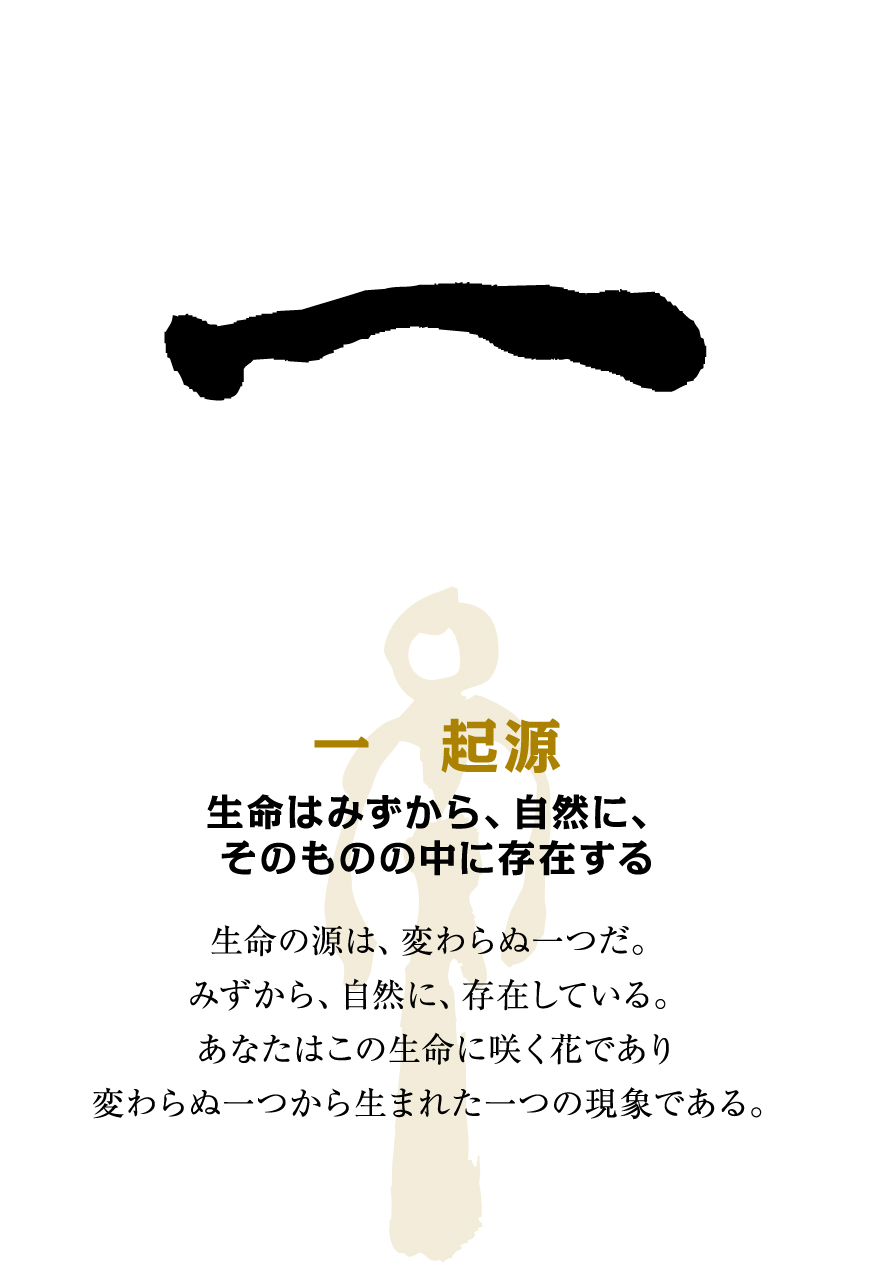 一
一 起源
生命はみずから、自然に、
そのものの中に存在する
生命の源は、変わらぬ一つだ。
みずから、自然に、存在している。
あなたはこの生命に咲く花であり
変わらぬ一つから生まれた一つの現象である。